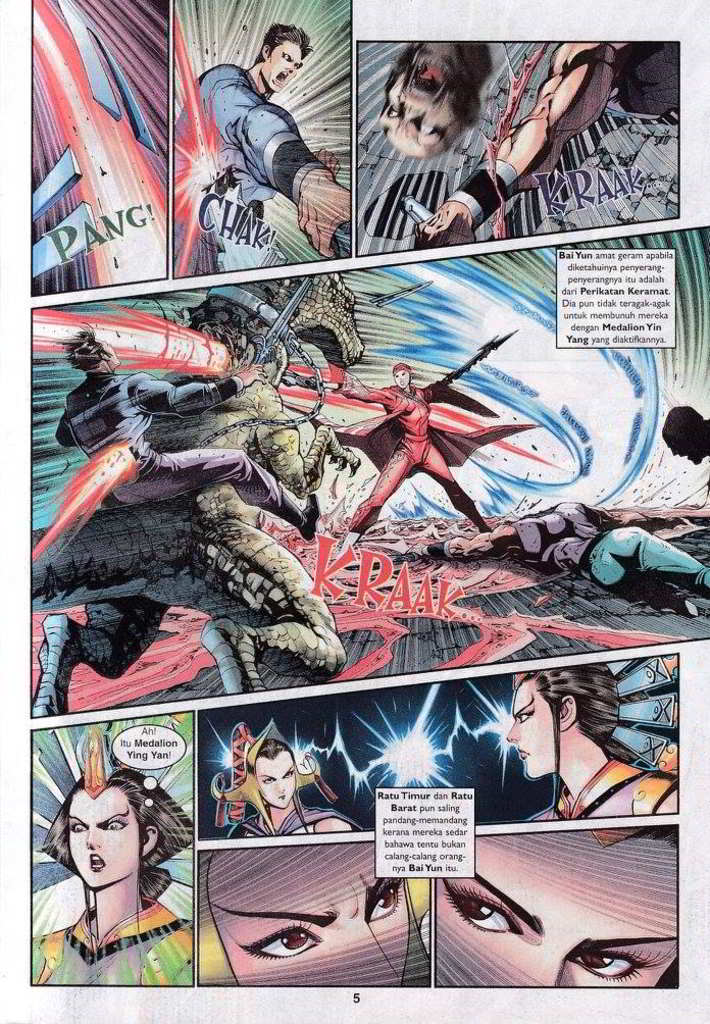 PANG!
CHAK!
KRAAK...
Bai Yun amat geram apabila
diketahuinya penyerang-
penyerangnya itu adalah
dari Perikatan Keramat.
Dia pun tidak teragak-agak
untuk membunuh mereka
dengan Medalion Yin
Yang yang diaktifkannya.
KRAAK...
Ah!
Itu Medalion
Ying Yan!
Ratu Timur dan Ratu
Barat pun saling
pandang-memandang
kerana mereka sedar
bahawa tentu bukan
calang-calang orang-
nya Bai Yun itu.
5